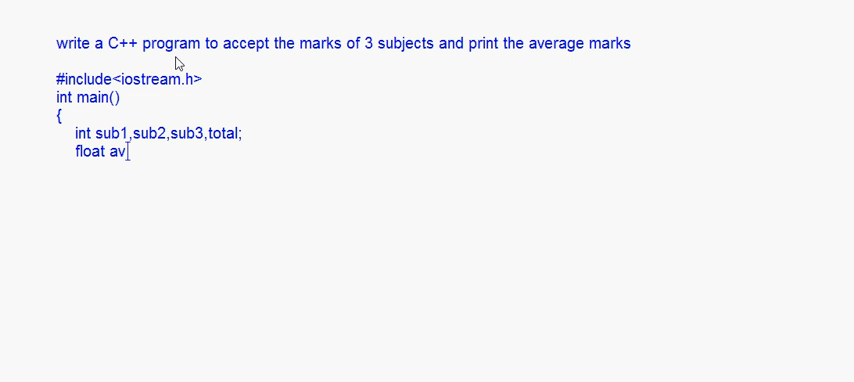 write a C++ program to accept the marks of 3 subjects and print the average marks
#include<iostream.h>
int main()
{
int sub1,sub2,sub3,total;
float av